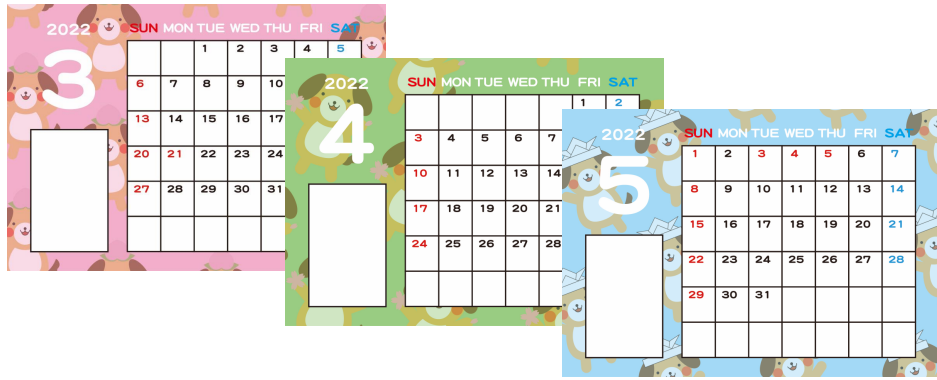 2022
3
SUN MON TUE WED THU FRI SAT
1 2 3 4 5
6 7 8 9 10
13 14 15 16 17
20 21 22 23 24
27 28 29 30 31
2022
4
SUN MON TUE WED THU FRI SAT
1 2
3 4 5 6 7
10 11 12 13 14
17 18 19 20 21
24 25 26 27 28
2022
5
SUN MON TUE WED THU FRI SAT
1 2 3 4 5 6 7
8 9 10 11 12 13 14
15 16 17 18 19 20 21
22 23 24 25 26 27 28
29 30 31